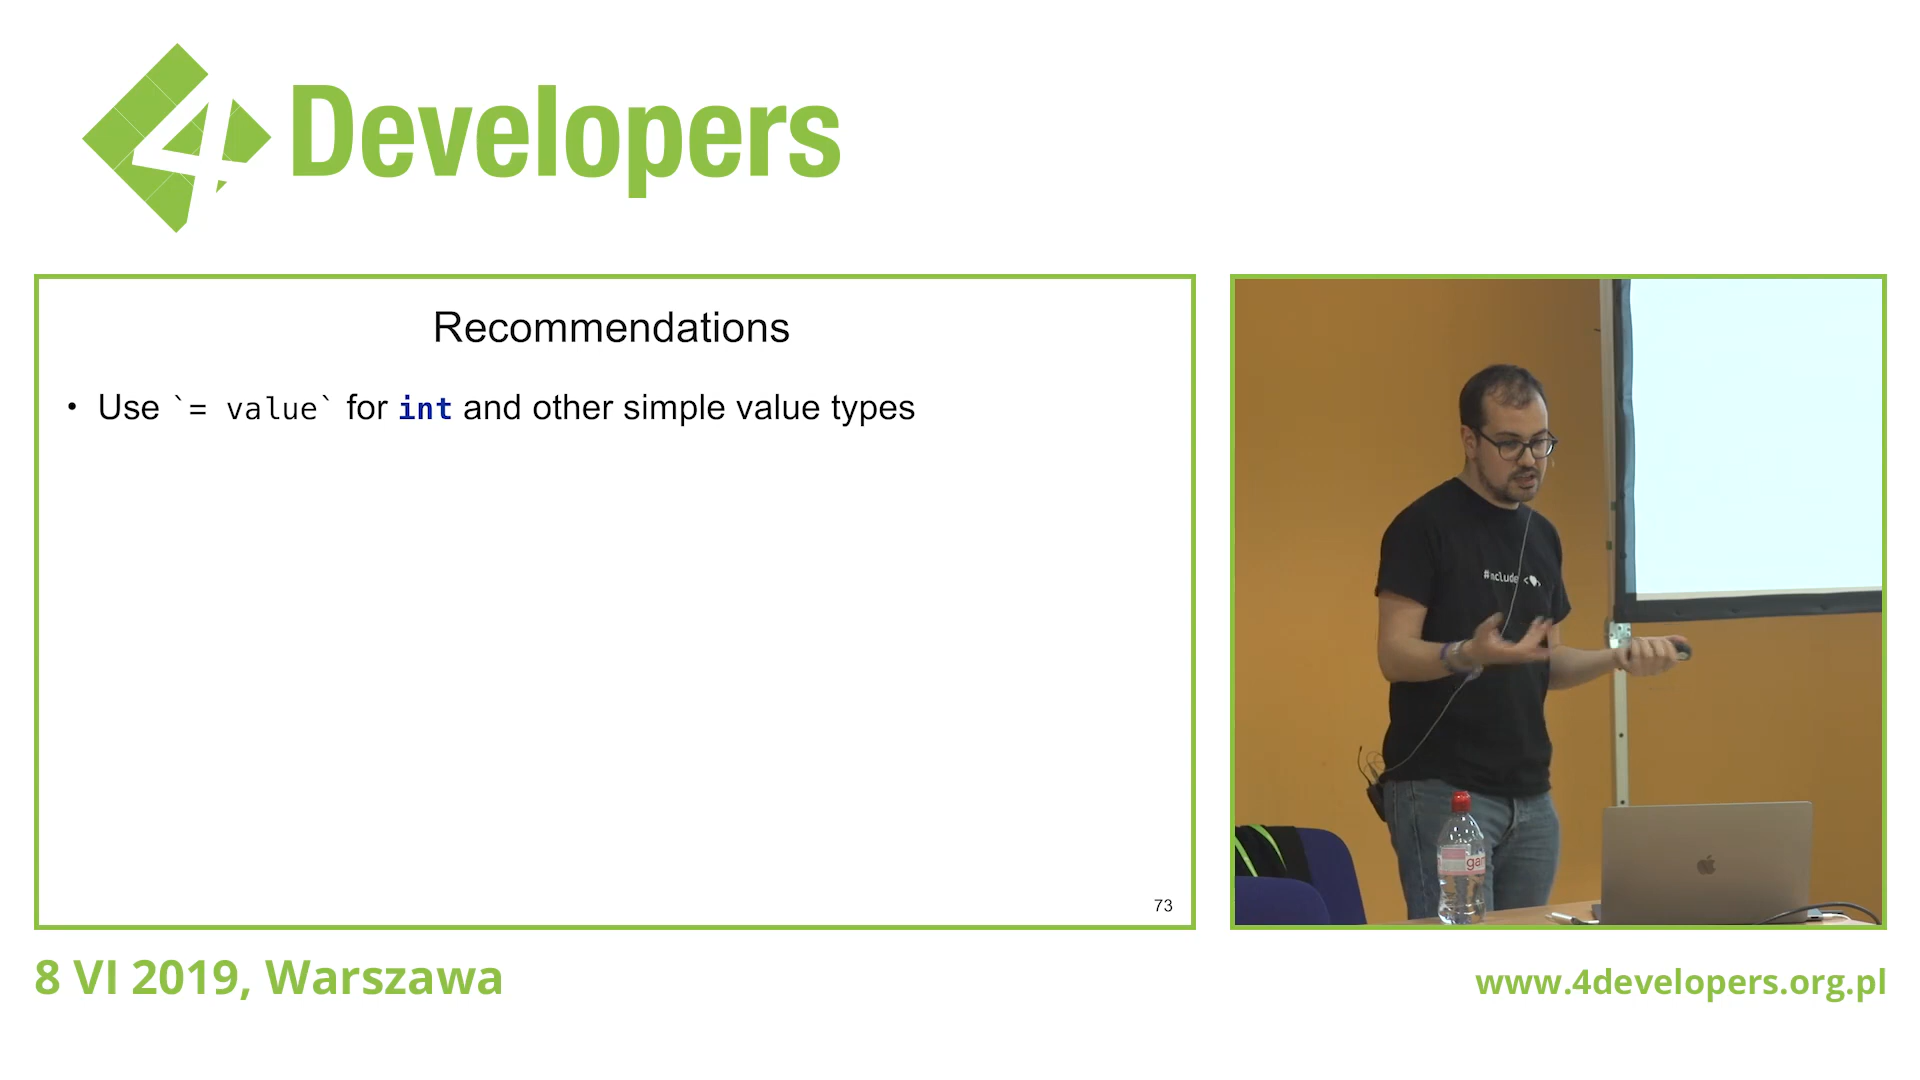 4Developers
Recommendations
• Use `= value` for int and other simple value types
#include <
73
8 VI 2019, Warszawa
www.4developers.org.pl